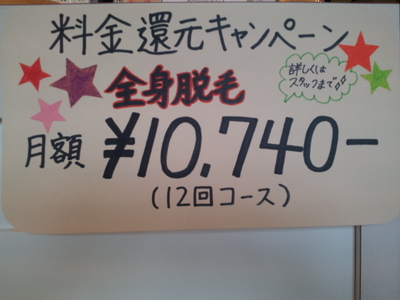 料金還元キャンペーン
全身脱毛
詳しくは
スタッフまで♪
月額 ¥10.740-
(12回コース)